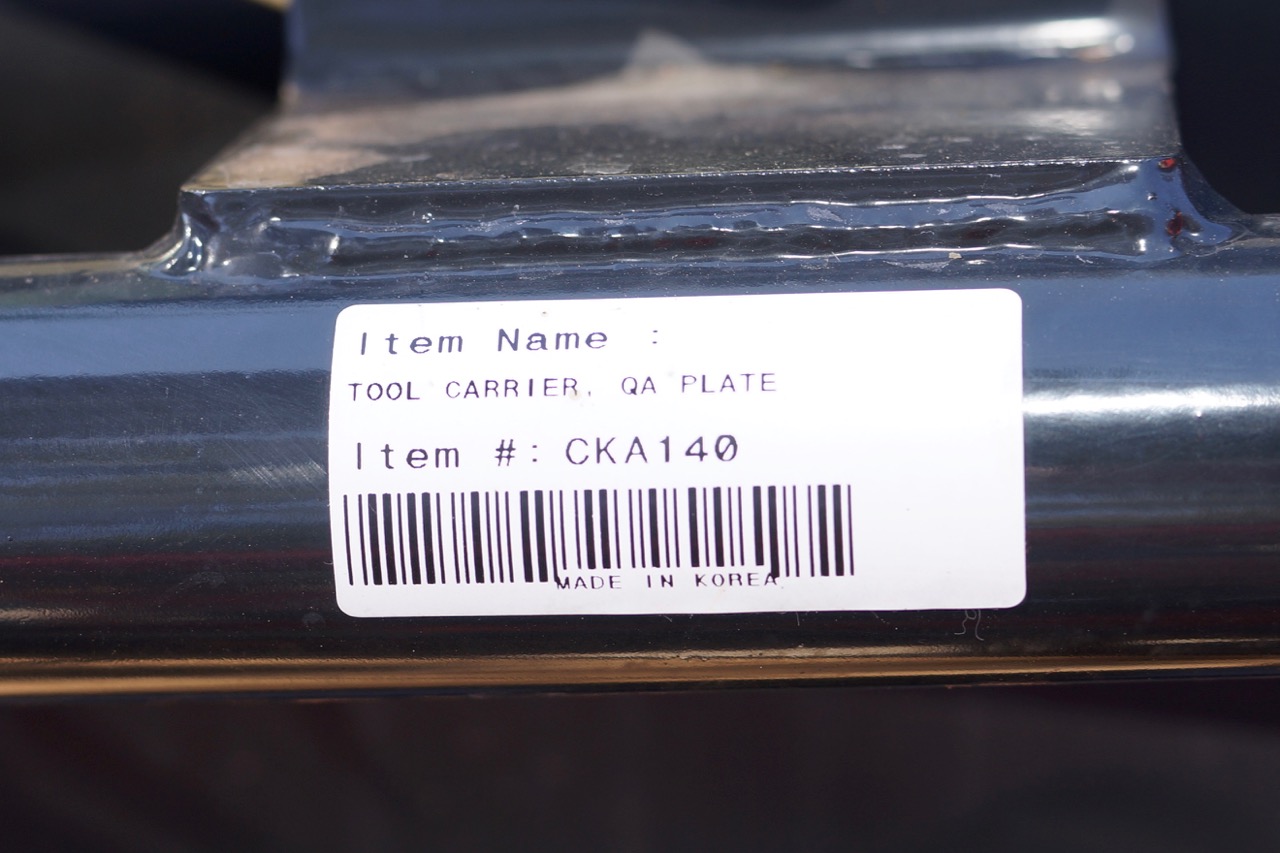 Item Name :
TOOL CARRIER, QA PLATE
Item #: CKA140
MADE IN KOREA